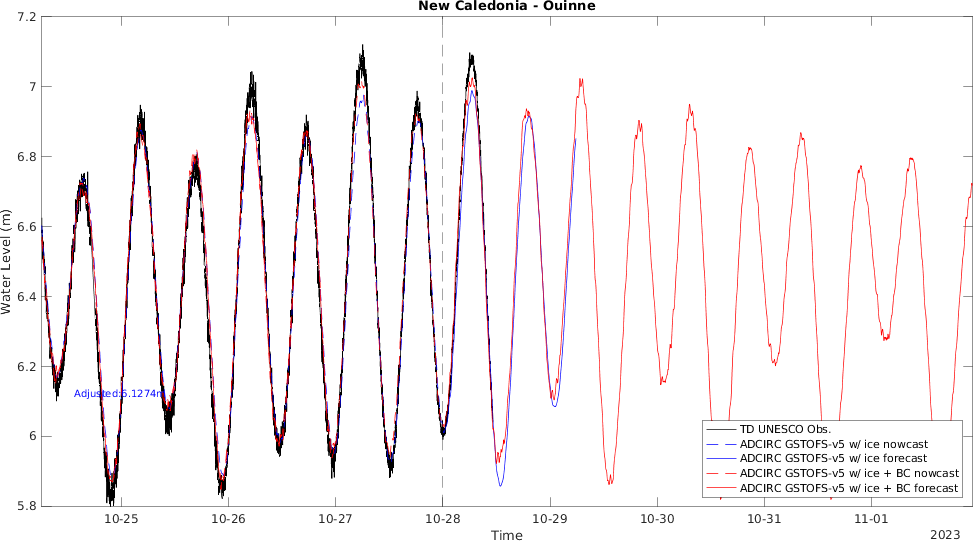 New Caledonia - Ouinne
7.2
7
6.8
6.6
6.4
6.2
6
5.8
Water Level (m)
Adjusted:6.1274m
TD UNESCO Obs.
ADCIRC GSTOFS-v5 w/ ice nowcast
ADCIRC GSTOFS-v5 w/ ice forecast
ADCIRC GSTOFS-v5 w/ ice + BC nowcast
ADCIRC GSTOFS-v5 w/ ice + BC forecast
10-25 10-26 10-27 10-28 10-29 10-30 10-31 11-01
Time
2023